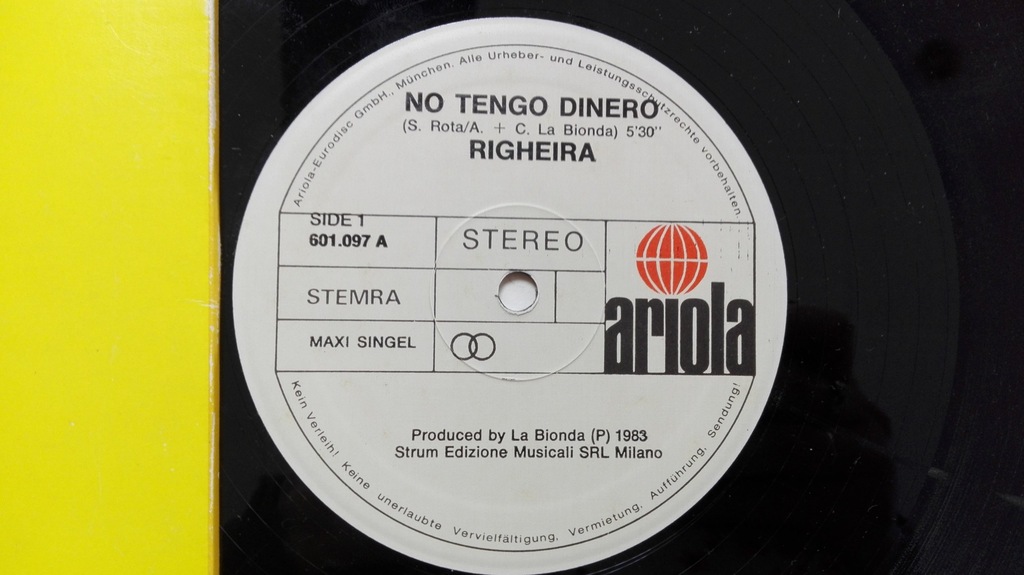 Ariola-Eurodisc GmbH., München. Alle Urheber- und Leistungsschutzrechte vorbehalten.
NO TENGO DINERO
(S. Rota/A. + C. La Bionda) 5'30''
RIGHEIRA
SIDE 1
601.097 A
STEREO
STEMRA
MAXI SINGEL
ariola
Produced by La Bionda (P) 1983
Strum Edizione Musicali SRL Milano
Kein Verleih! Keine unerlaubte Vervielfältigung, Vermietung, Aufführung, Sendung!